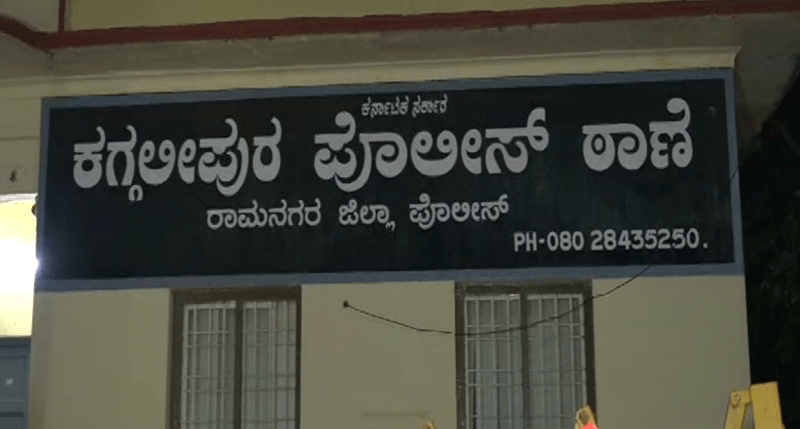 ಕರ್ನಾಟಕ ಸರ್ಕಾರ
ಕಗ್ಗಲೀಪುರ ಪೊಲೀಸ್ ಠಾಣೆ
ರಾಮನಗರ ಜಿಲ್ಲಾ ಪೊಲೀಸ್
PH-080 28435250.